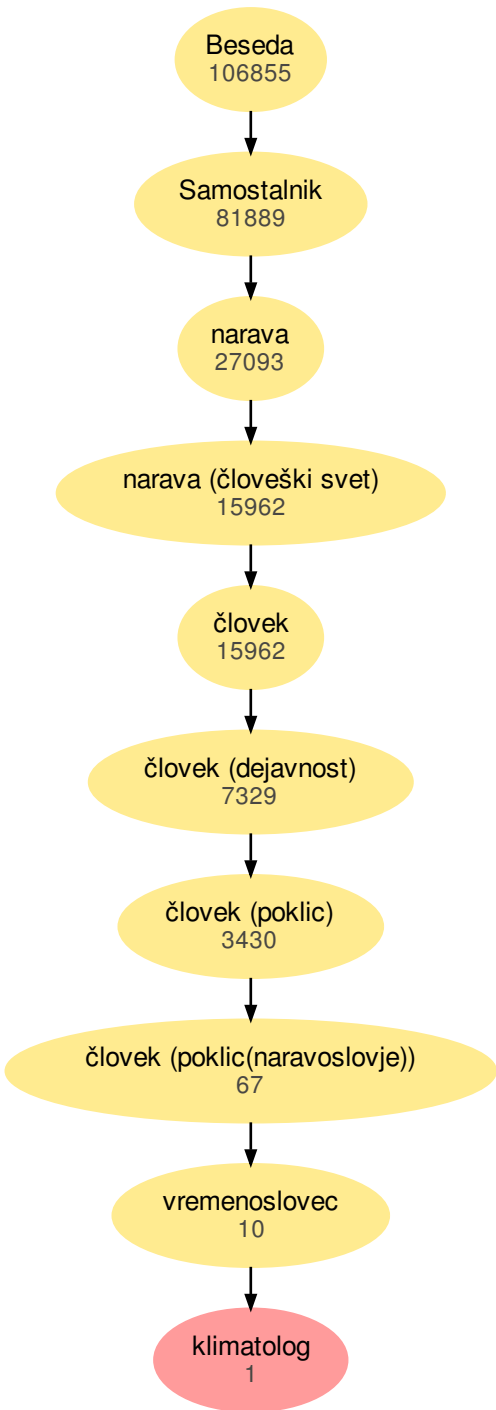 Beseda
106855
Samostalnik
81889
narava
27093
narava (človeški svet)
15962
človek
15962
človek (dejavnost)
7329
človek (poklic)
3430
človek (poklic(naravoslovje))
67
vremenoslovec
10
klimatolog
1